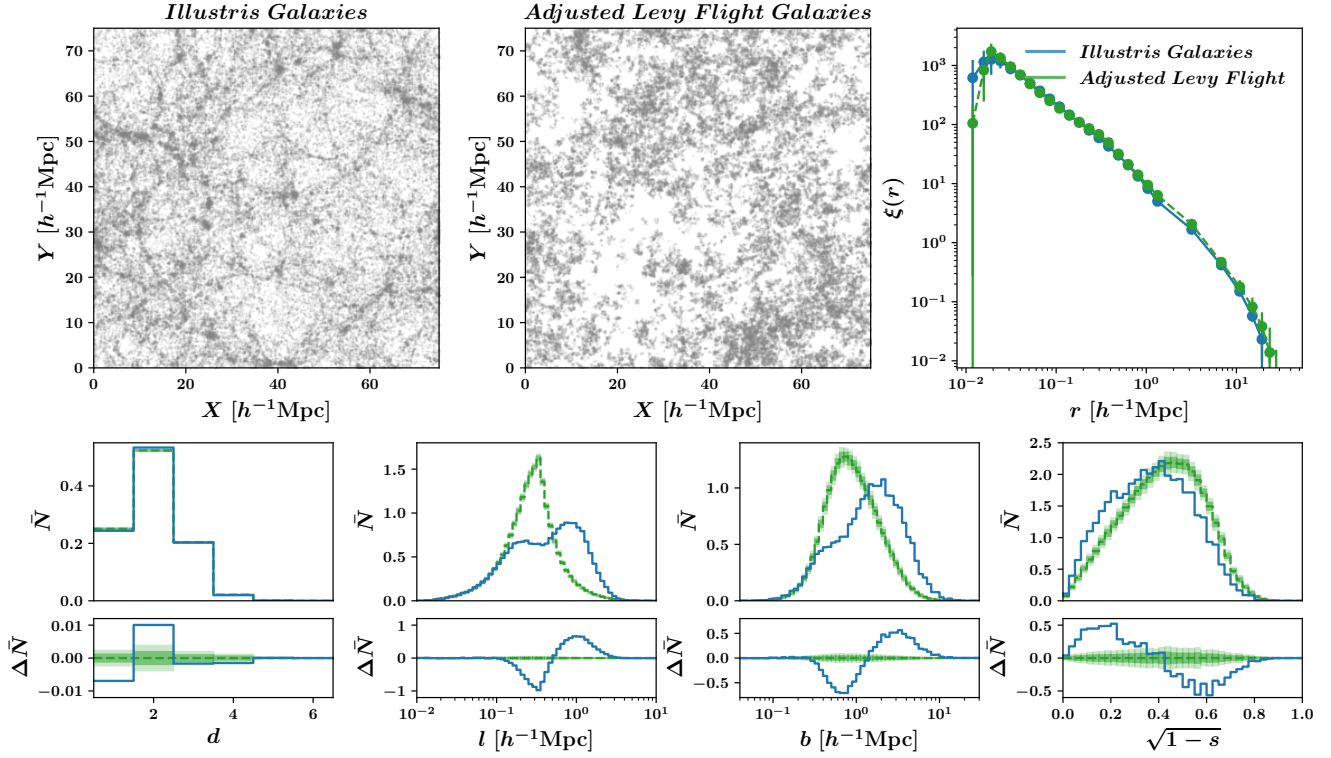 Illustris Galaxies
Adjusted Levy Flight Galaxies
Y [h⁻¹Mpc]
70
60
50
40
30
20
10
0
0 20 40 60
X [h⁻¹Mpc]
Y [h⁻¹Mpc]
70
60
50
40
30
20
10
0
0 20 40 60
X [h⁻¹Mpc]
Illustris Galaxies
Adjusted Levy Flight
ξ(r)
10³
10²
10¹
10⁰
10⁻¹
10⁻²
10⁻² 10⁻¹ 10⁰ 10¹
r [h⁻¹Mpc]
N̄
0.4
0.2
0.0
ΔN̄
0.01
0.00
−0.01
2 4 6
d
N̄
1.5
1.0
0.5
0.0
ΔN̄
1
0
−1
10⁻² 10⁻¹ 10⁰ 10¹
l [h⁻¹Mpc]
N̄
1.0
0.5
0.0
ΔN̄
0.5
0.0
−0.5
10⁻¹ 10⁰ 10¹
b [h⁻¹Mpc]
N̄
2.5
2.0
1.5
1.0
0.5
0.0
ΔN̄
0.5
0.0
−0.5
0.0 0.2 0.4 0.6 0.8 1.0
√1 − s